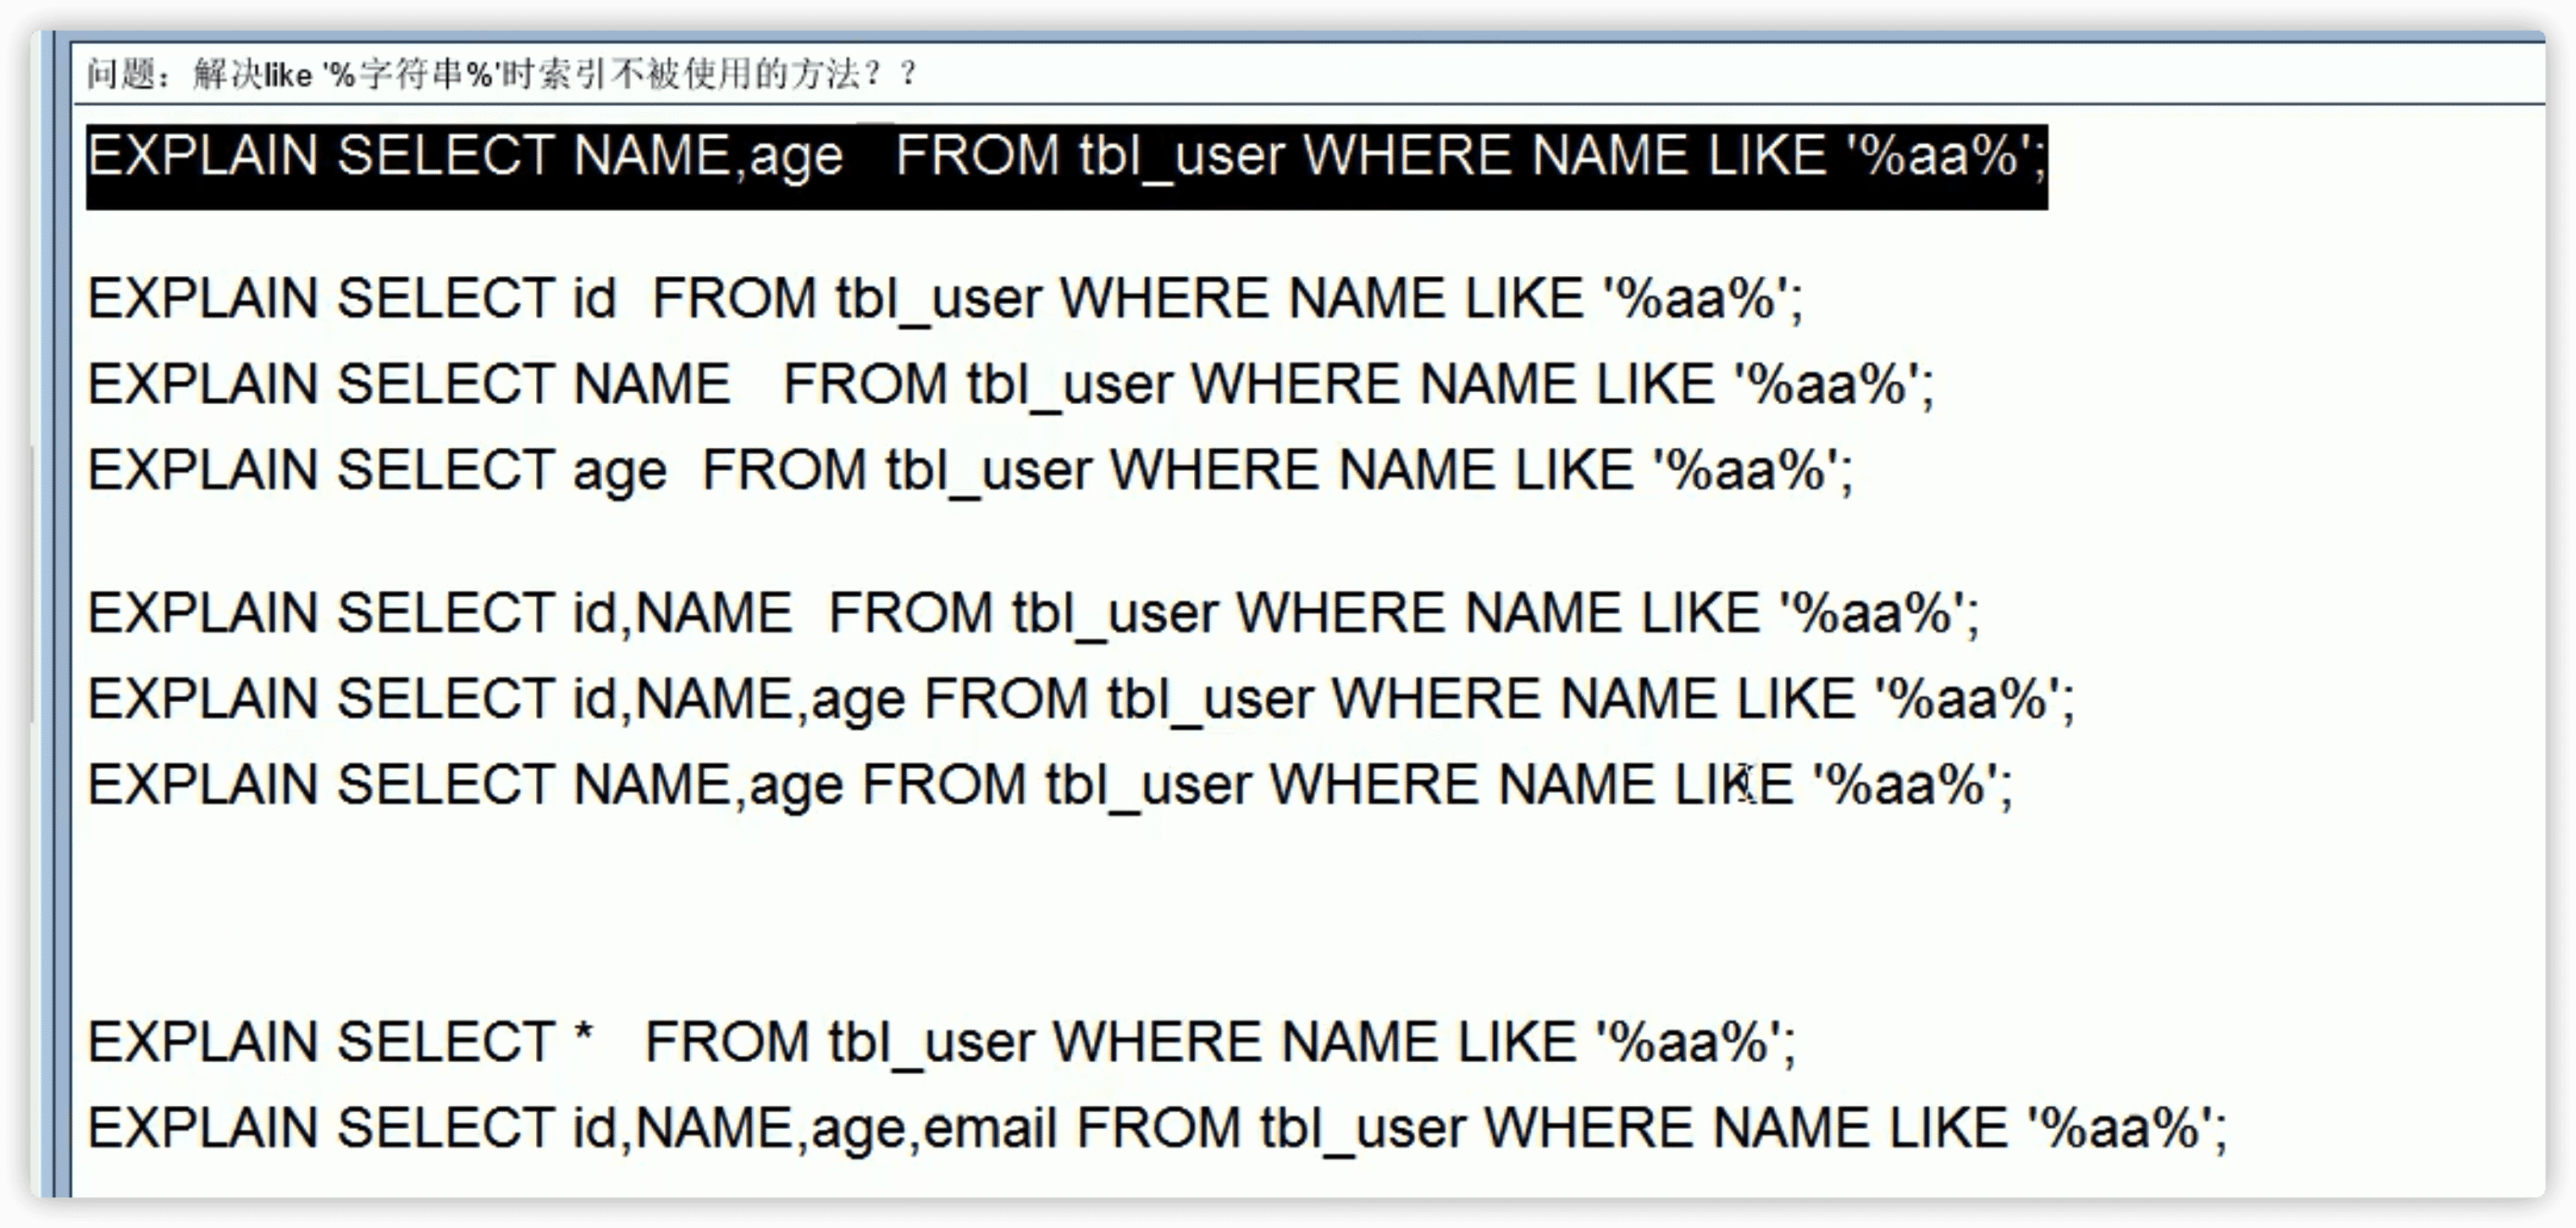 问题：解决like '%字符串%'时索引不被使用的方法？？
EXPLAIN SELECT NAME,age   FROM tbl_user WHERE NAME LIKE '%aa%';
EXPLAIN SELECT id  FROM tbl_user WHERE NAME LIKE '%aa%';
EXPLAIN SELECT NAME   FROM tbl_user WHERE NAME LIKE '%aa%';
EXPLAIN SELECT age  FROM tbl_user WHERE NAME LIKE '%aa%';
EXPLAIN SELECT id,NAME  FROM tbl_user WHERE NAME LIKE '%aa%';
EXPLAIN SELECT id,NAME,age FROM tbl_user WHERE NAME LIKE '%aa%';
EXPLAIN SELECT NAME,age FROM tbl_user WHERE NAME LIKE '%aa%';
EXPLAIN SELECT *   FROM tbl_user WHERE NAME LIKE '%aa%';
EXPLAIN SELECT id,NAME,age,email FROM tbl_user WHERE NAME LIKE '%aa%';